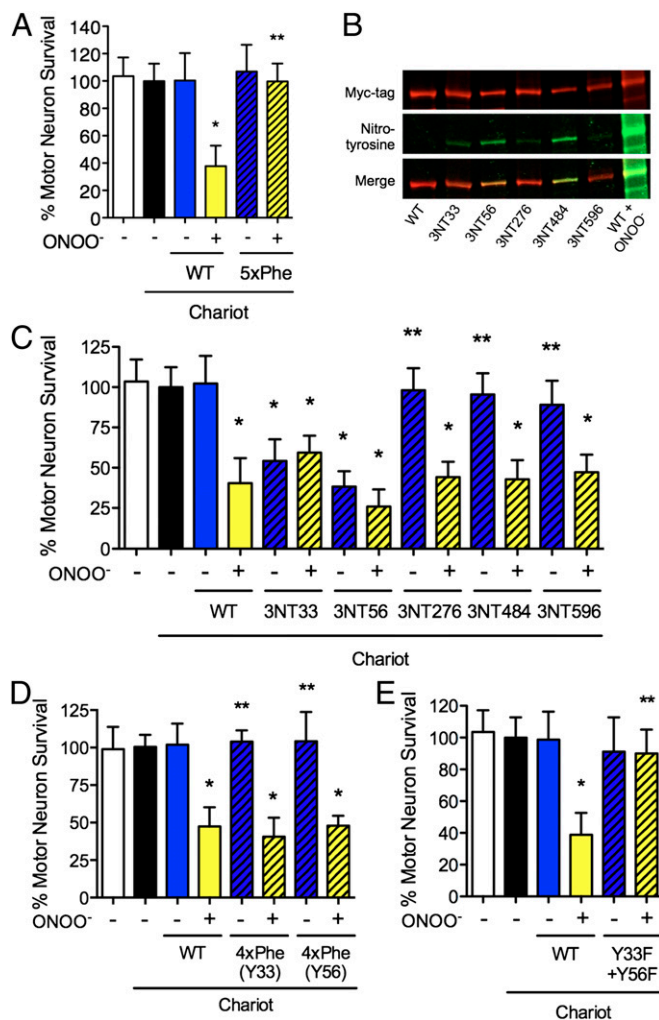 A
% Motor Neuron Survival
140
120
100
80
60
40
20
0
*
**
ONOO⁻ - - - + - +
WT 5xPhe
Chariot
B
Myc-tag
Nitro-
tyrosine
Merge
WT 3NT33 3NT56 3NT276 3NT484 3NT596 WT +
ONOO⁻
C
% Motor Neuron Survival
125
100
75
50
25
0
* * * * * ** * ** * ** *
ONOO⁻ - - - + - + - + - + - + - +
WT 3NT33 3NT56 3NT276 3NT484 3NT596
Chariot
D
% Motor Neuron Survival
125
100
75
50
25
0
* ** * ** *
ONOO⁻ - - - + - + - +
WT 4xPhe 4xPhe
(Y33) (Y56)
Chariot
E
% Motor Neuron Survival
120
100
80
60
40
20
0
* **
ONOO⁻ - - - + - +
WT Y33F
+Y56F
Chariot